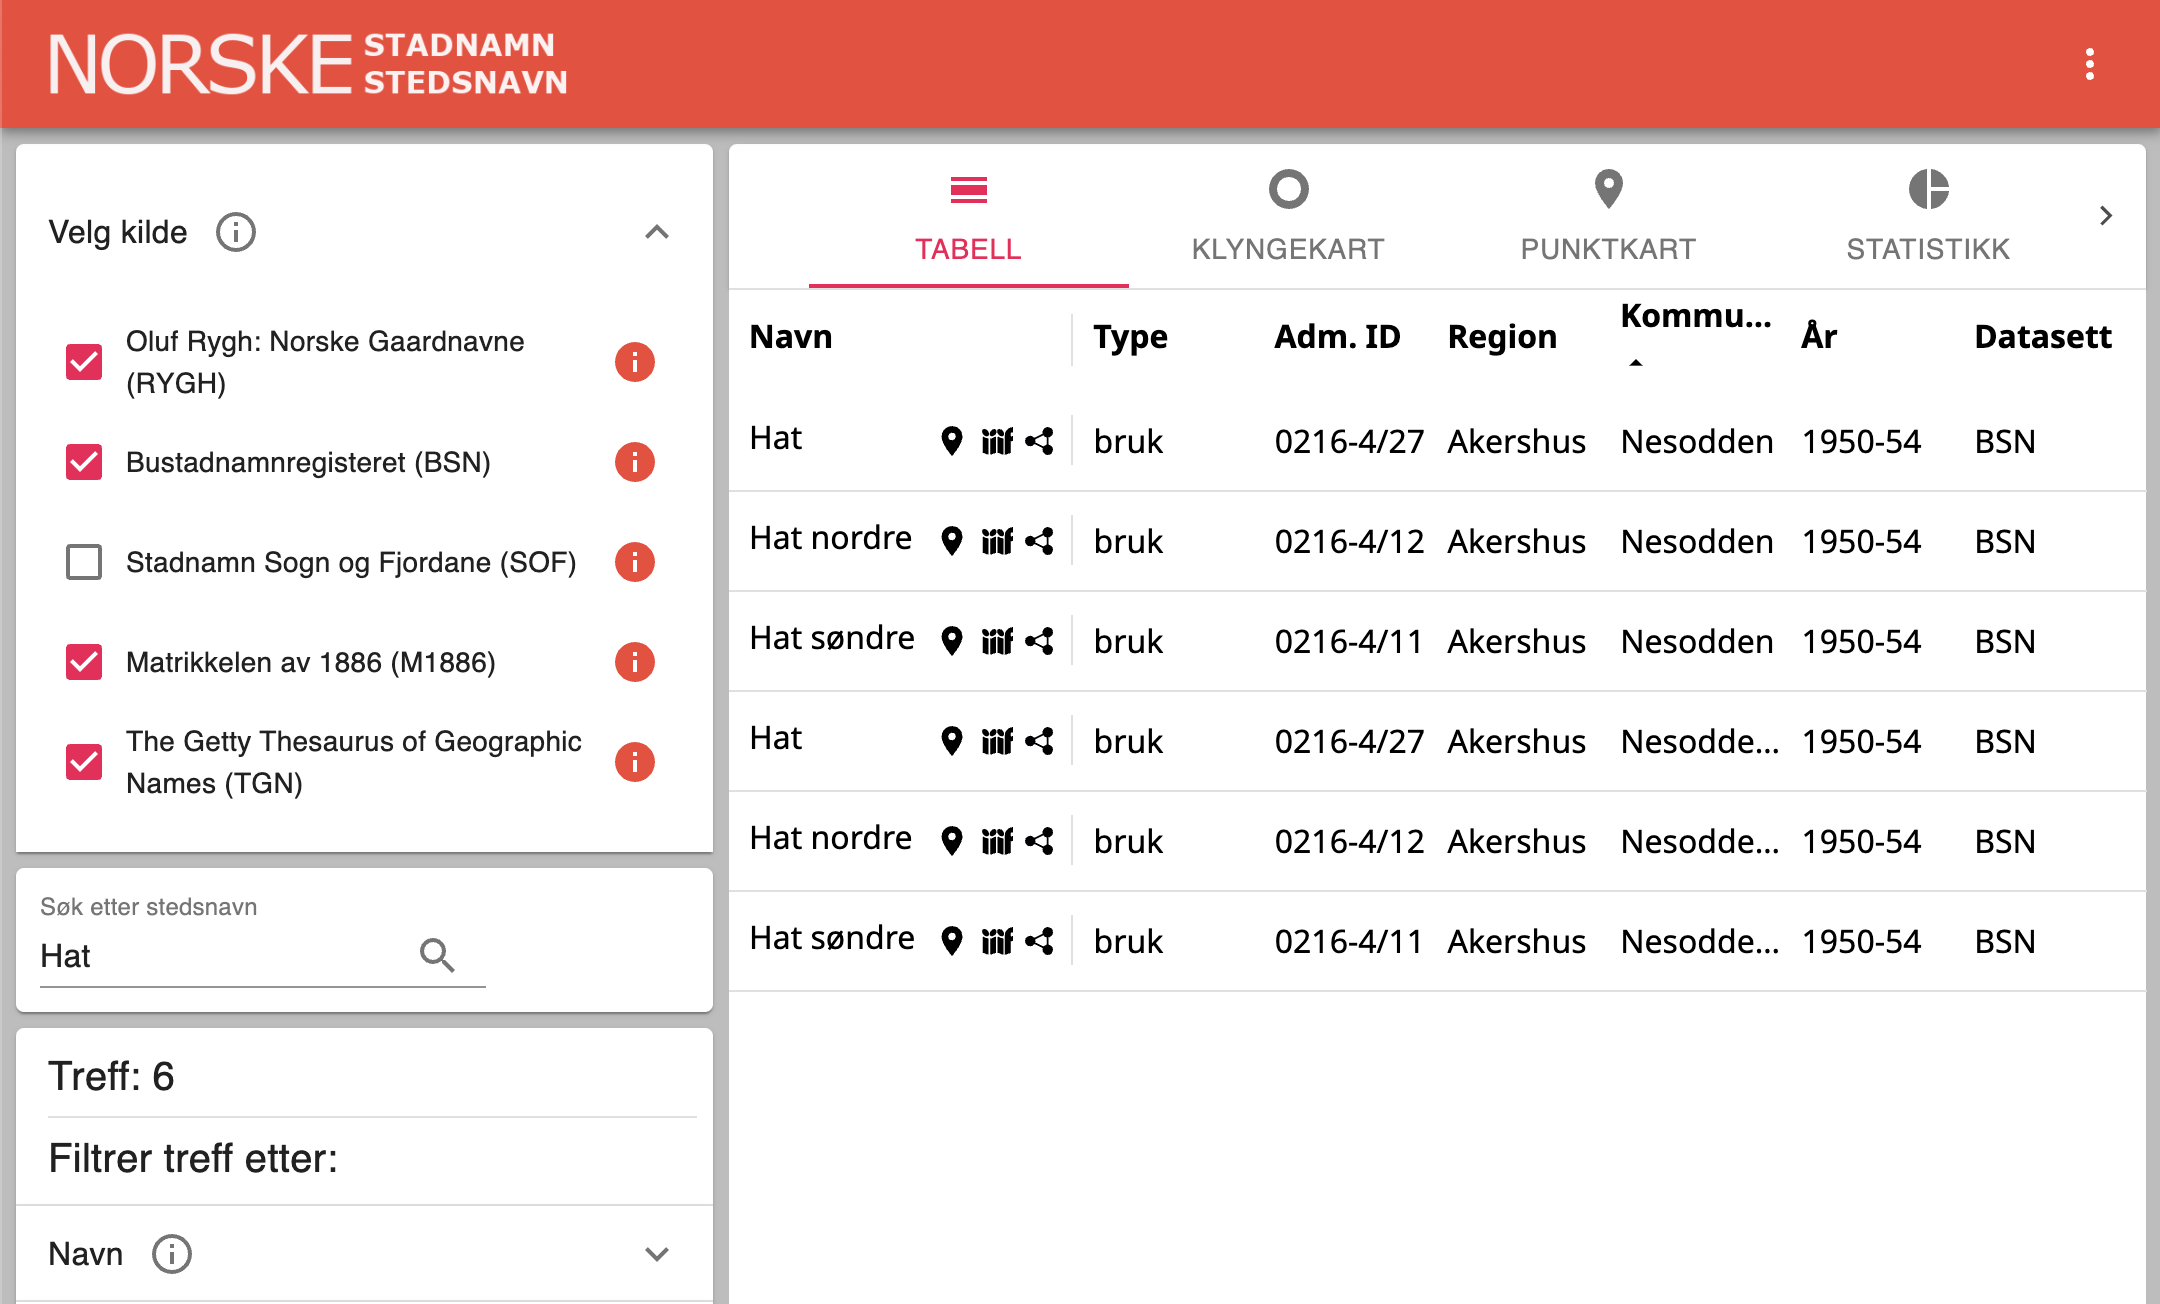 NORSKE STADNAMN
STEDSNAVN
Velg kilde
Oluf Rygh: Norske Gaardnavne
(RYGH)
Bustadnamnregisteret (BSN)
Stadnamn Sogn og Fjordane (SOF)
Matrikkelen av 1886 (M1886)
The Getty Thesaurus of Geographic
Names (TGN)
Søk etter stedsnavn
Hat
Treff: 6
Filtrer treff etter:
Navn
TABELL KLYNGEKART PUNKTKART STATISTIKK
Navn Type Adm. ID Region Kommu... År Datasett
Hat iiif bruk 0216-4/27 Akershus Nesodden 1950-54 BSN
Hat nordre iiif bruk 0216-4/12 Akershus Nesodden 1950-54 BSN
Hat søndre iiif bruk 0216-4/11 Akershus Nesodden 1950-54 BSN
Hat iiif bruk 0216-4/27 Akershus Nesodde... 1950-54 BSN
Hat nordre iiif bruk 0216-4/12 Akershus Nesodde... 1950-54 BSN
Hat søndre iiif bruk 0216-4/11 Akershus Nesodde... 1950-54 BSN